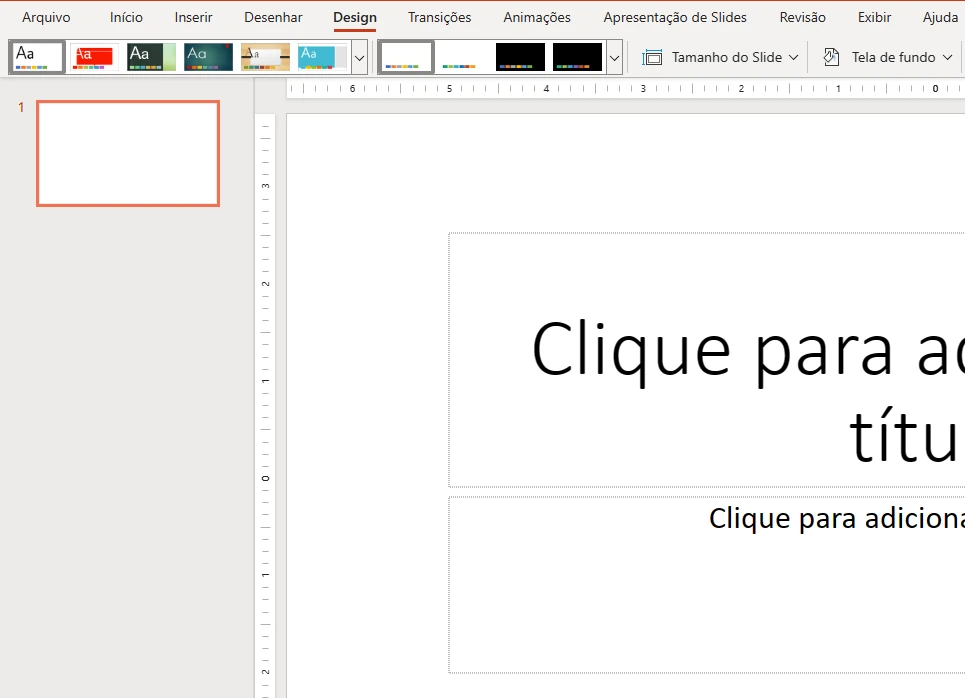 Arquivo Início Inserir Desenhar Design Transições Animações Apresentação de Slides Revisão Exibir Ajuda
Aa Aa Aa Aa Aa Aa Tamanho do Slide Tela de fundo
6 5 4 3 2 1 0
1
3
2
1
0
1
2
Clique para ad
títu
Clique para adiciona